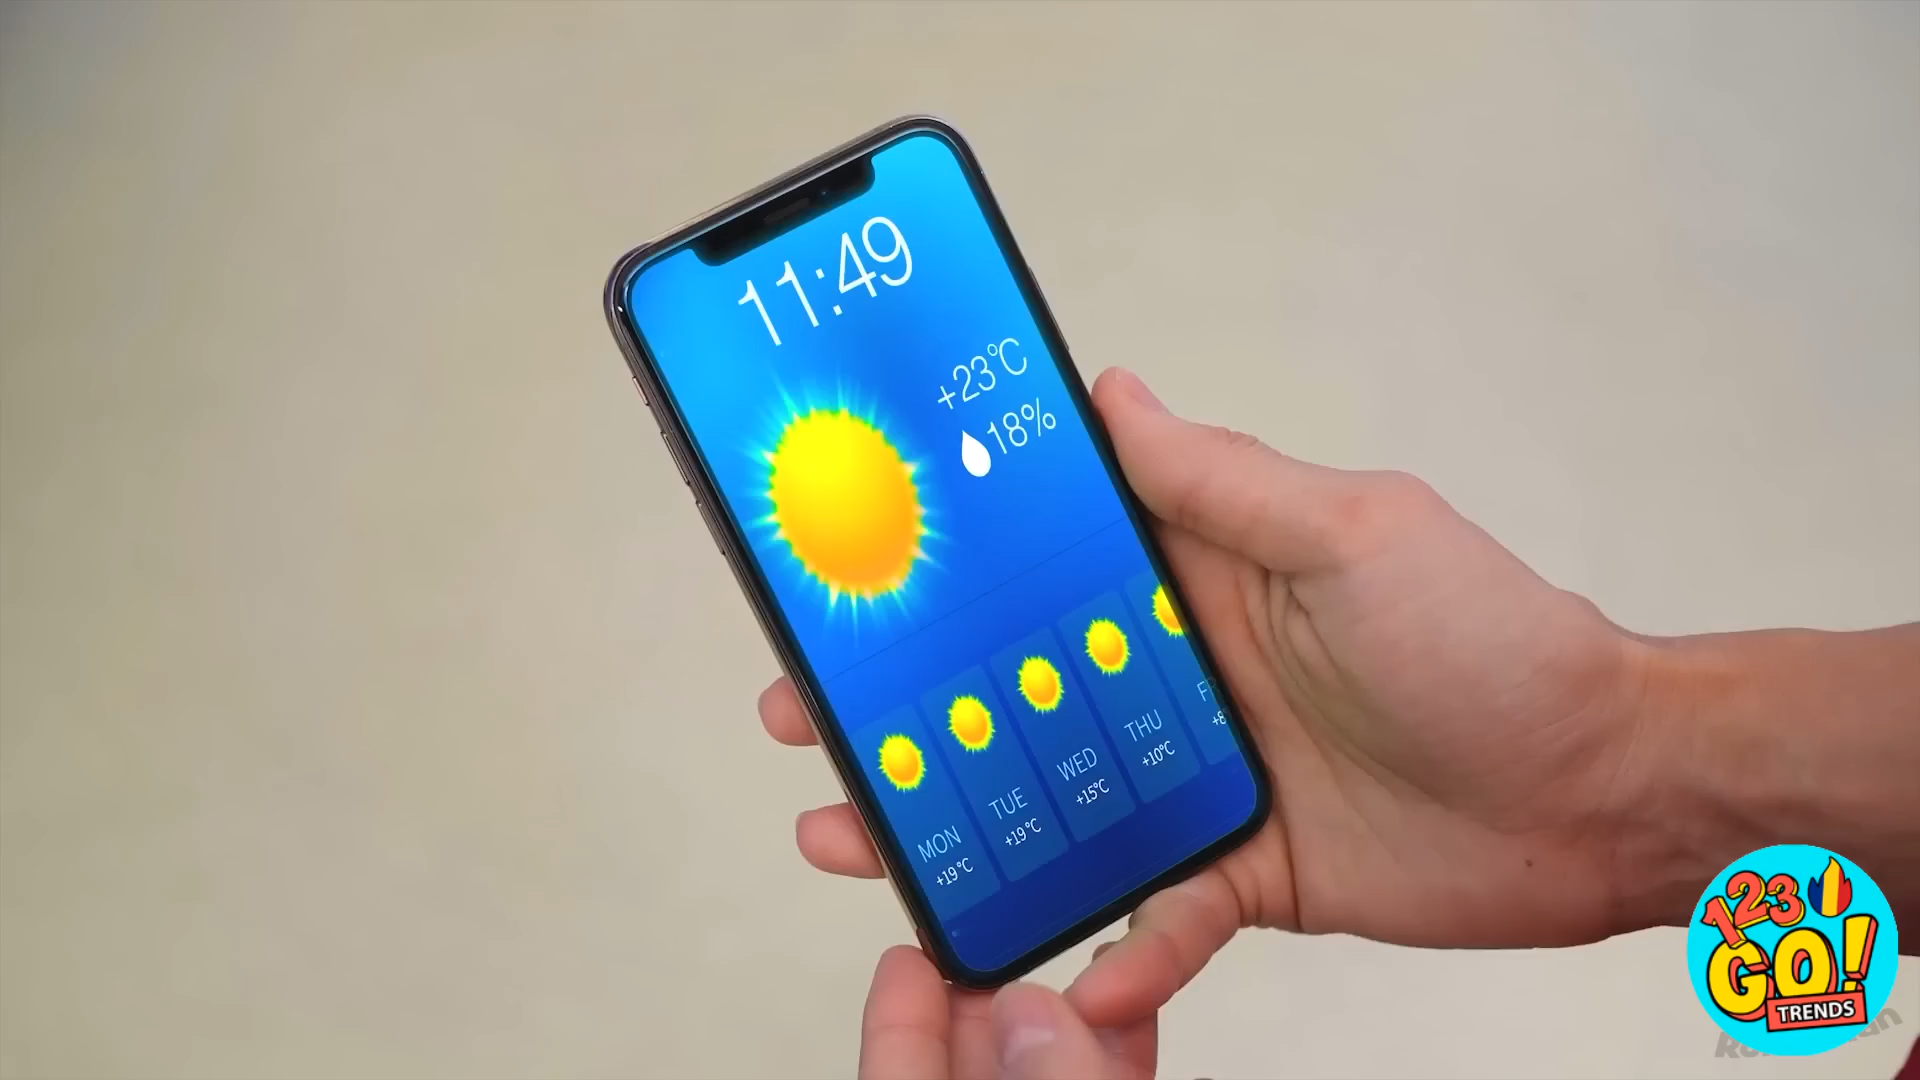 11:49
+23°C
18%
MON
+19°C
TUE
+19°C
WED
+15°C
THU
+10°C
123
GO!
TRENDS